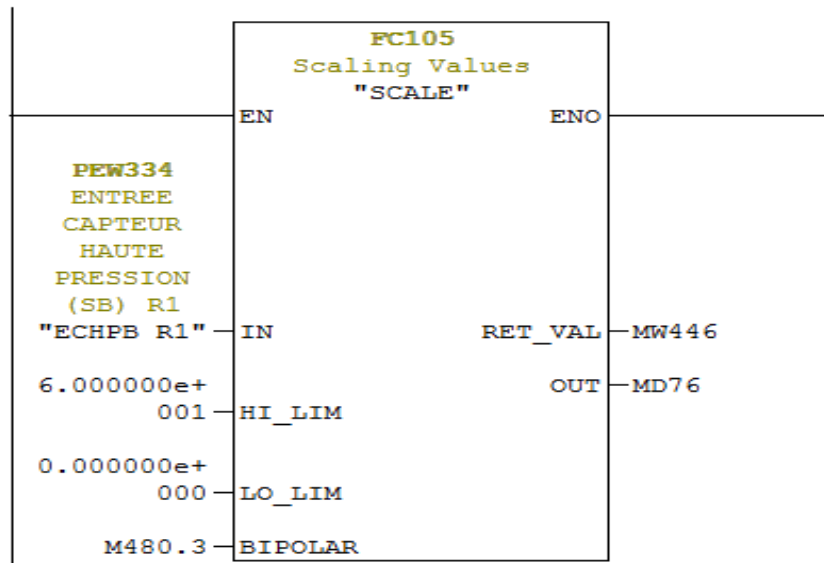 FC105
Scaling Values
"SCALE"
EN ENO
PEW334
ENTREE
CAPTEUR
HAUTE
PRESSION
(SB) R1
"ECHPB R1" IN RET_VAL MW446
6.000000e+ OUT MD76
001 HI_LIM
0.000000e+
000 LO_LIM
M480.3 BIPOLAR